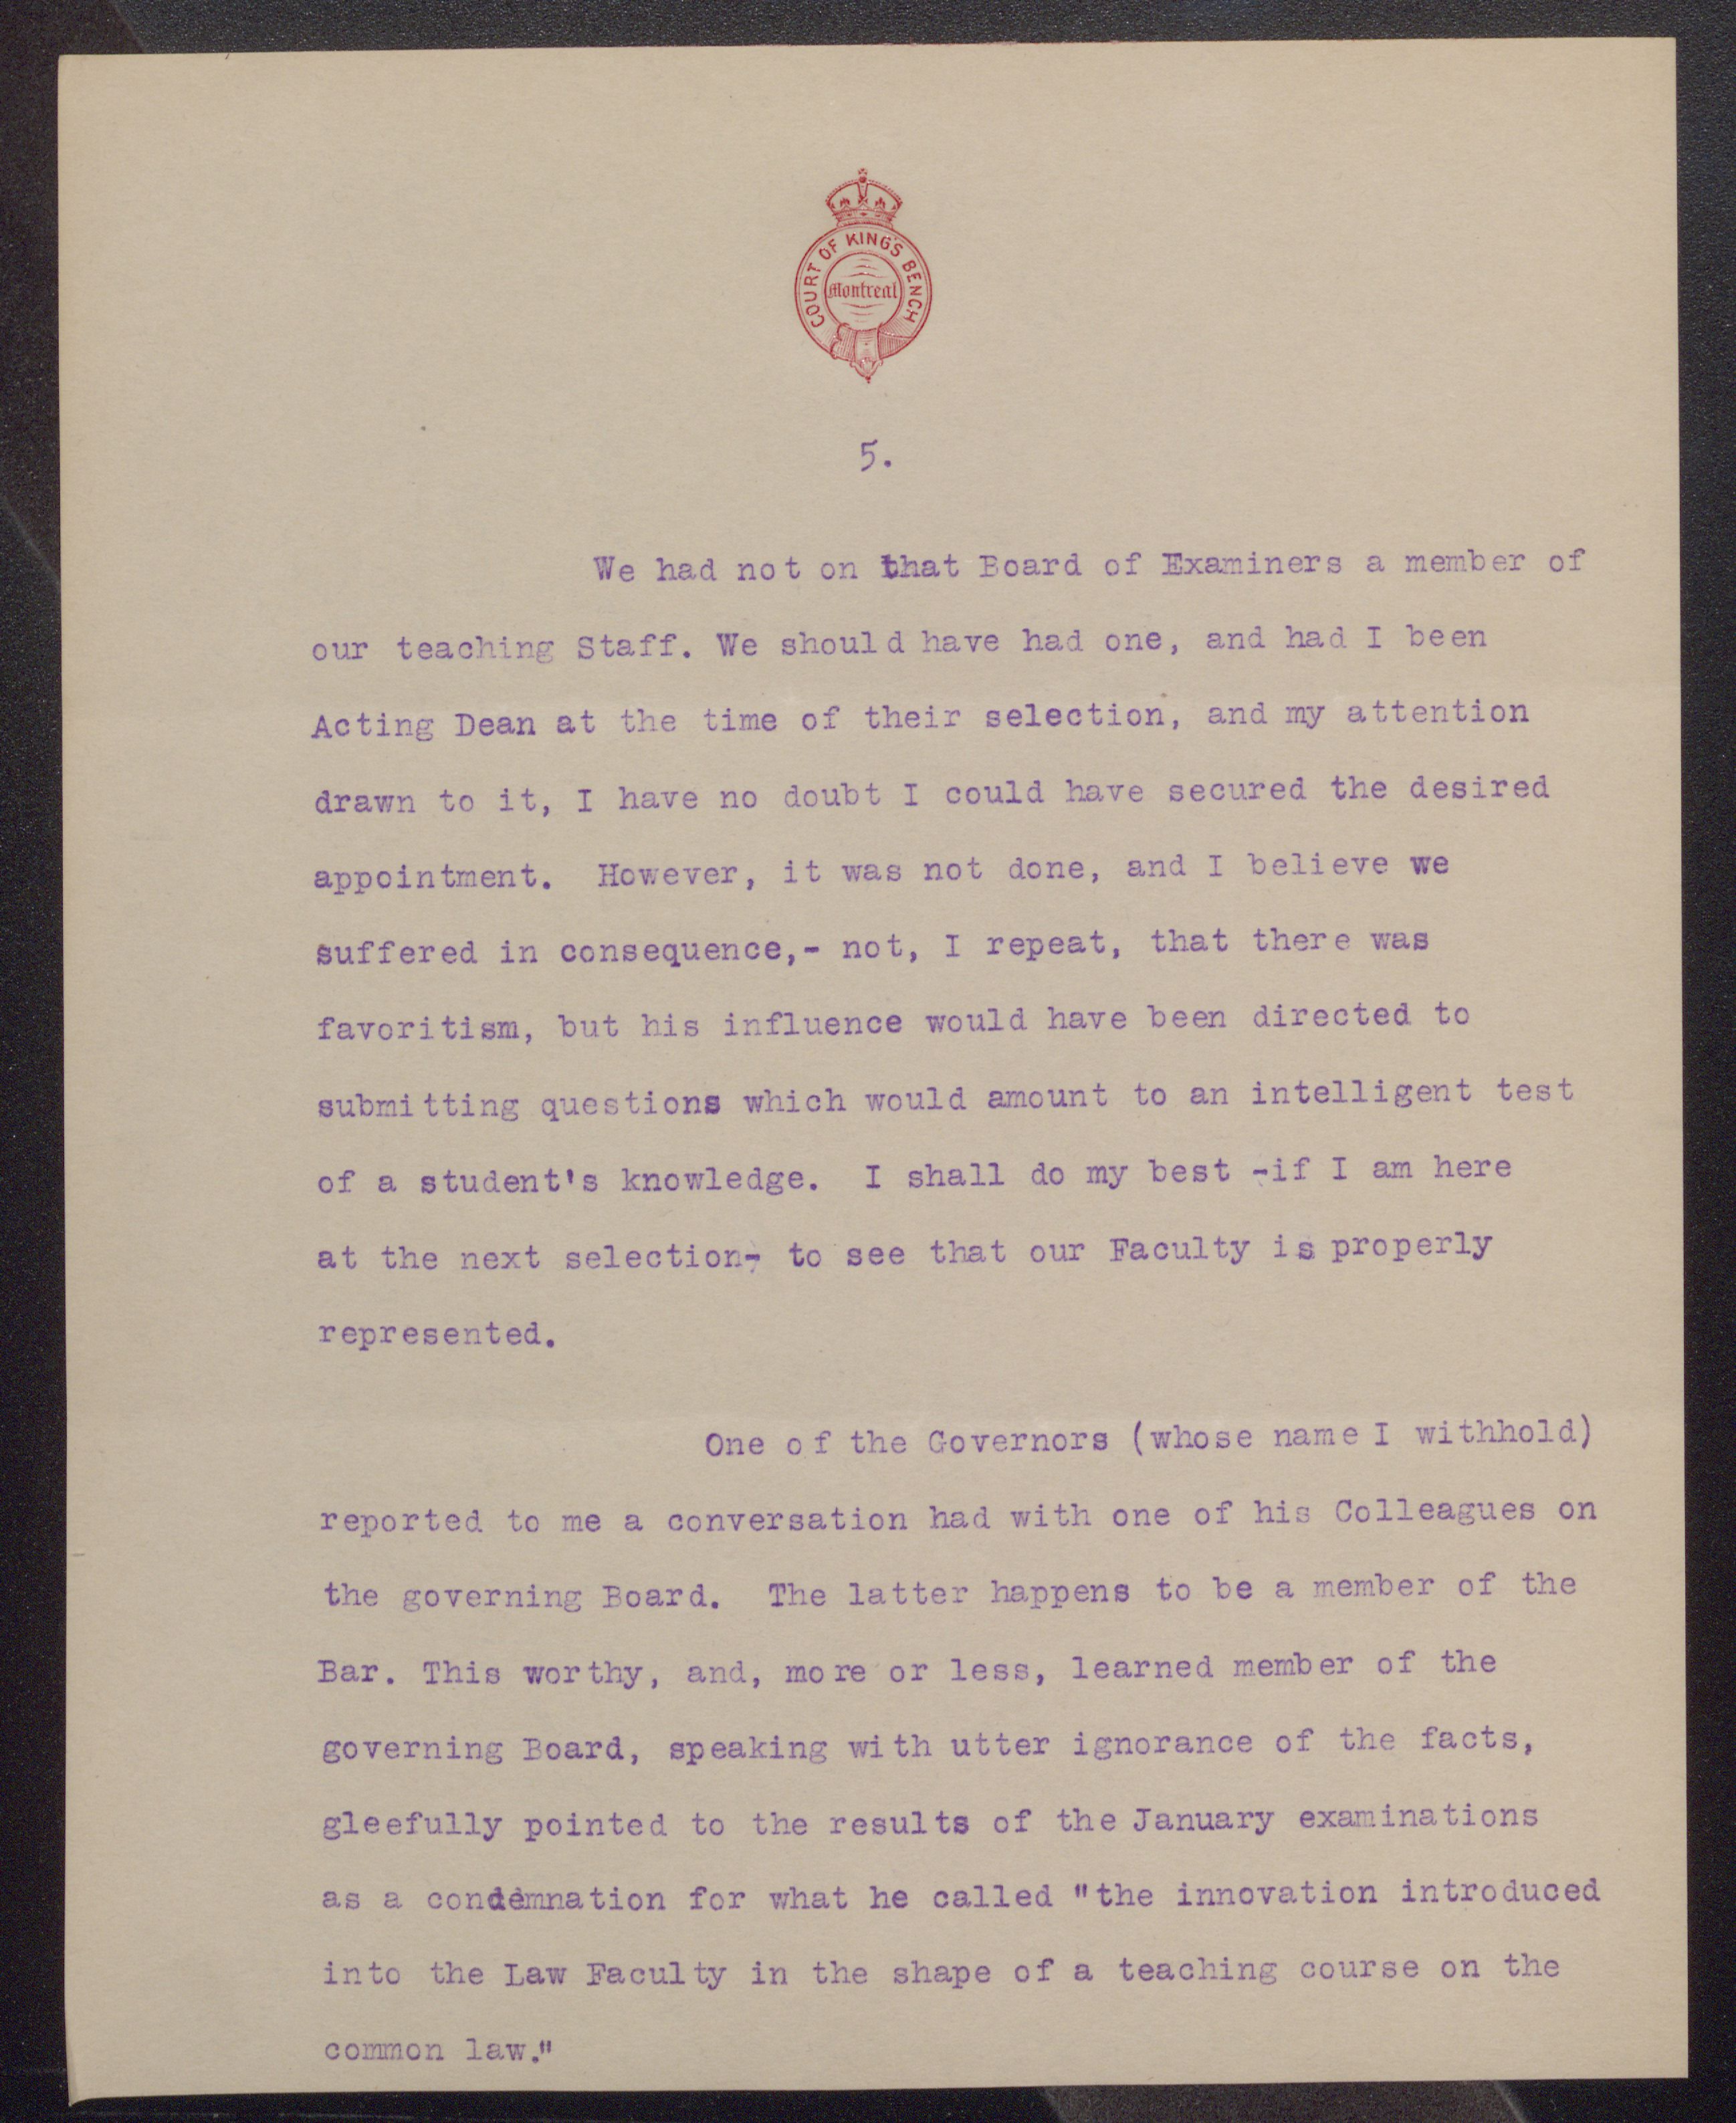 COURT OF KING'S BENCH
Montreal
5.
We had not on that Board of Examiners a member of
our teaching Staff. We should have had one, and had I been
Acting Dean at the time of their selection, and my attention
drawn to it, I have no doubt I could have secured the desired
appointment. However, it was not done, and I believe we
suffered in consequence,- not, I repeat, that there was
favoritism, but his influence would have been directed to
submitting questions which would amount to an intelligent test
of a student's knowledge. I shall do my best -if I am here
at the next selection- to see that our Faculty is properly
represented.
One of the Governors (whose name I withhold)
reported to me a conversation had with one of his Colleagues on
the governing Board. The latter happens to be a member of the
Bar. This worthy, and, more or less, learned member of the
governing Board, speaking with utter ignorance of the facts,
gleefully pointed to the results of the January examinations
as a condemnation for what he called "the innovation introduced
into the Law Faculty in the shape of a teaching course on the
common law."